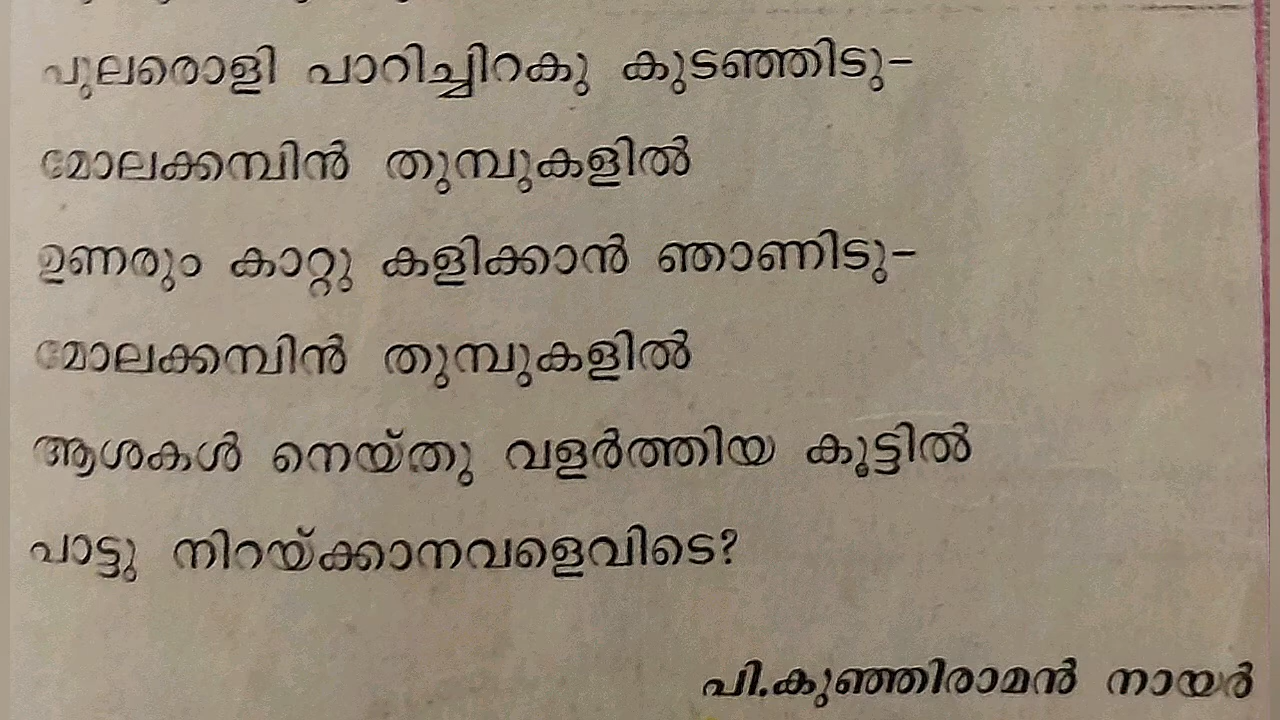 പുലരൊളി പാറിച്ചിറകു കുടഞ്ഞിടു-
മോലക്കമ്പിൻ തുമ്പുകളിൽ
ഉണരും കാറ്റു കളിക്കാൻ ഞാണിടു-
മോലക്കമ്പിൻ തുമ്പുകളിൽ
ആശകൾ നെയ്തു വളർത്തിയ കൂട്ടിൽ
പാട്ടു നിറയ്ക്കാനവളെവിടെ?
പി.കുഞ്ഞിരാമൻ നായർ